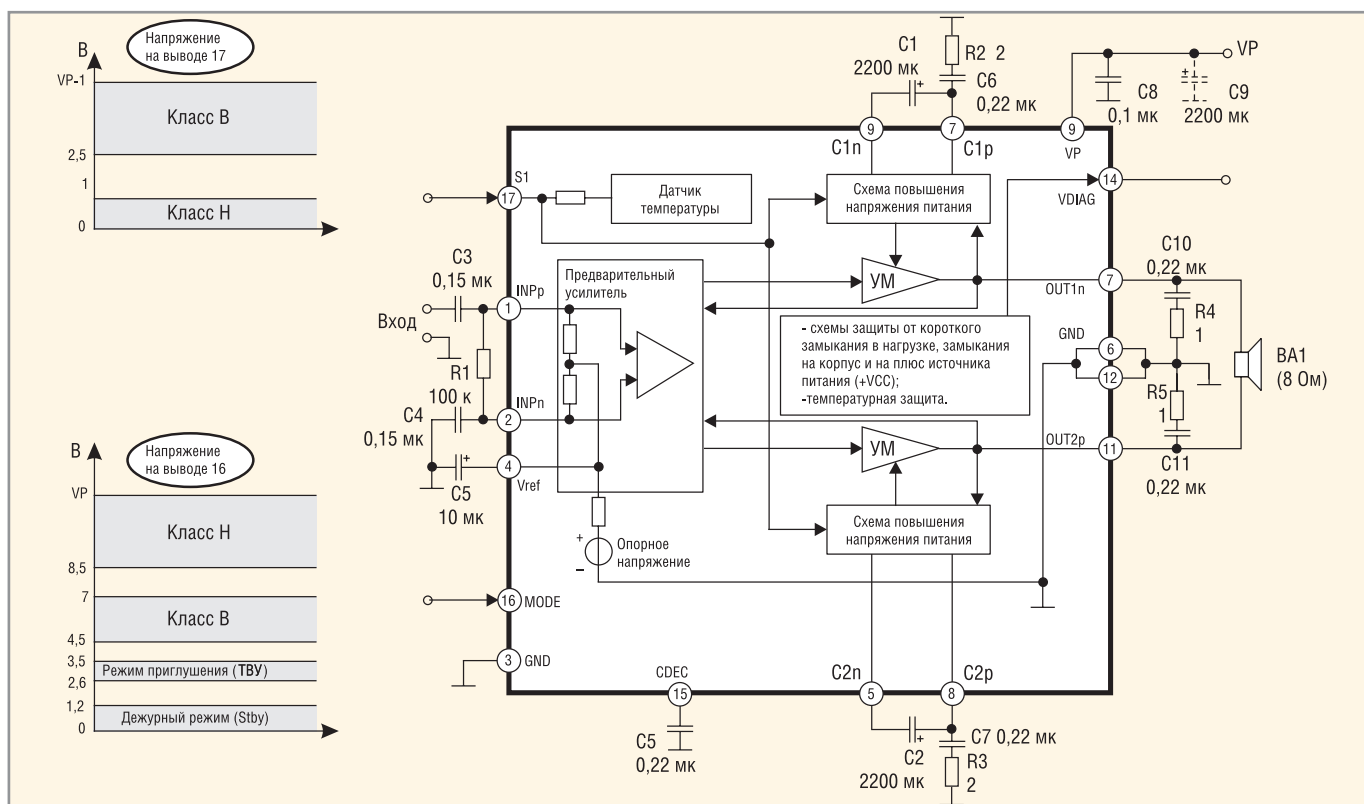 Напряжение
на выводе 17
В
VP-1
Класс В
2,5
1
Класс Н
0
Напряжение
на выводе 16
В
VP
Класс Н
8,5
7
Класс В
4,5
3,5
Режим приглушения (ТВУ)
2,6
1,2
Дежурный режим (Stby)
0
C1
2200 мк
R2 2
C6
0,22 мк
VP
C8
0,1 мк
C9
2200 мк
9
7
9
C1n
C1p
VP
S1
17
Датчик
температуры
Схема повышения
напряжения питания
14
VDIAG
C3
0,15 мк
INPp
1
Вход
R1
100 к
C4
0,15 мк
INPn
2
C5
10 мк
4
Vref
Предварительный
усилитель
УМ
OUT1n
7
C10
0,22 мк
R4
1
- схемы защиты от короткого
замыкания в нагрузке, замыкания
на корпус и на плюс источника
питания (+VCC);
-температурная защита.
GND
6
12
BA1
(8 Ом)
R5
1
УМ
OUT2p
11
C11
0,22 мк
Схема повышения
напряжения питания
+
–
Опорное
напряжение
16
MODE
3
GND
CDEC
15
C5
0,22 мк
C2n
C2p
5
8
C2
2200 мк
C7 0,22 мк
R3
2